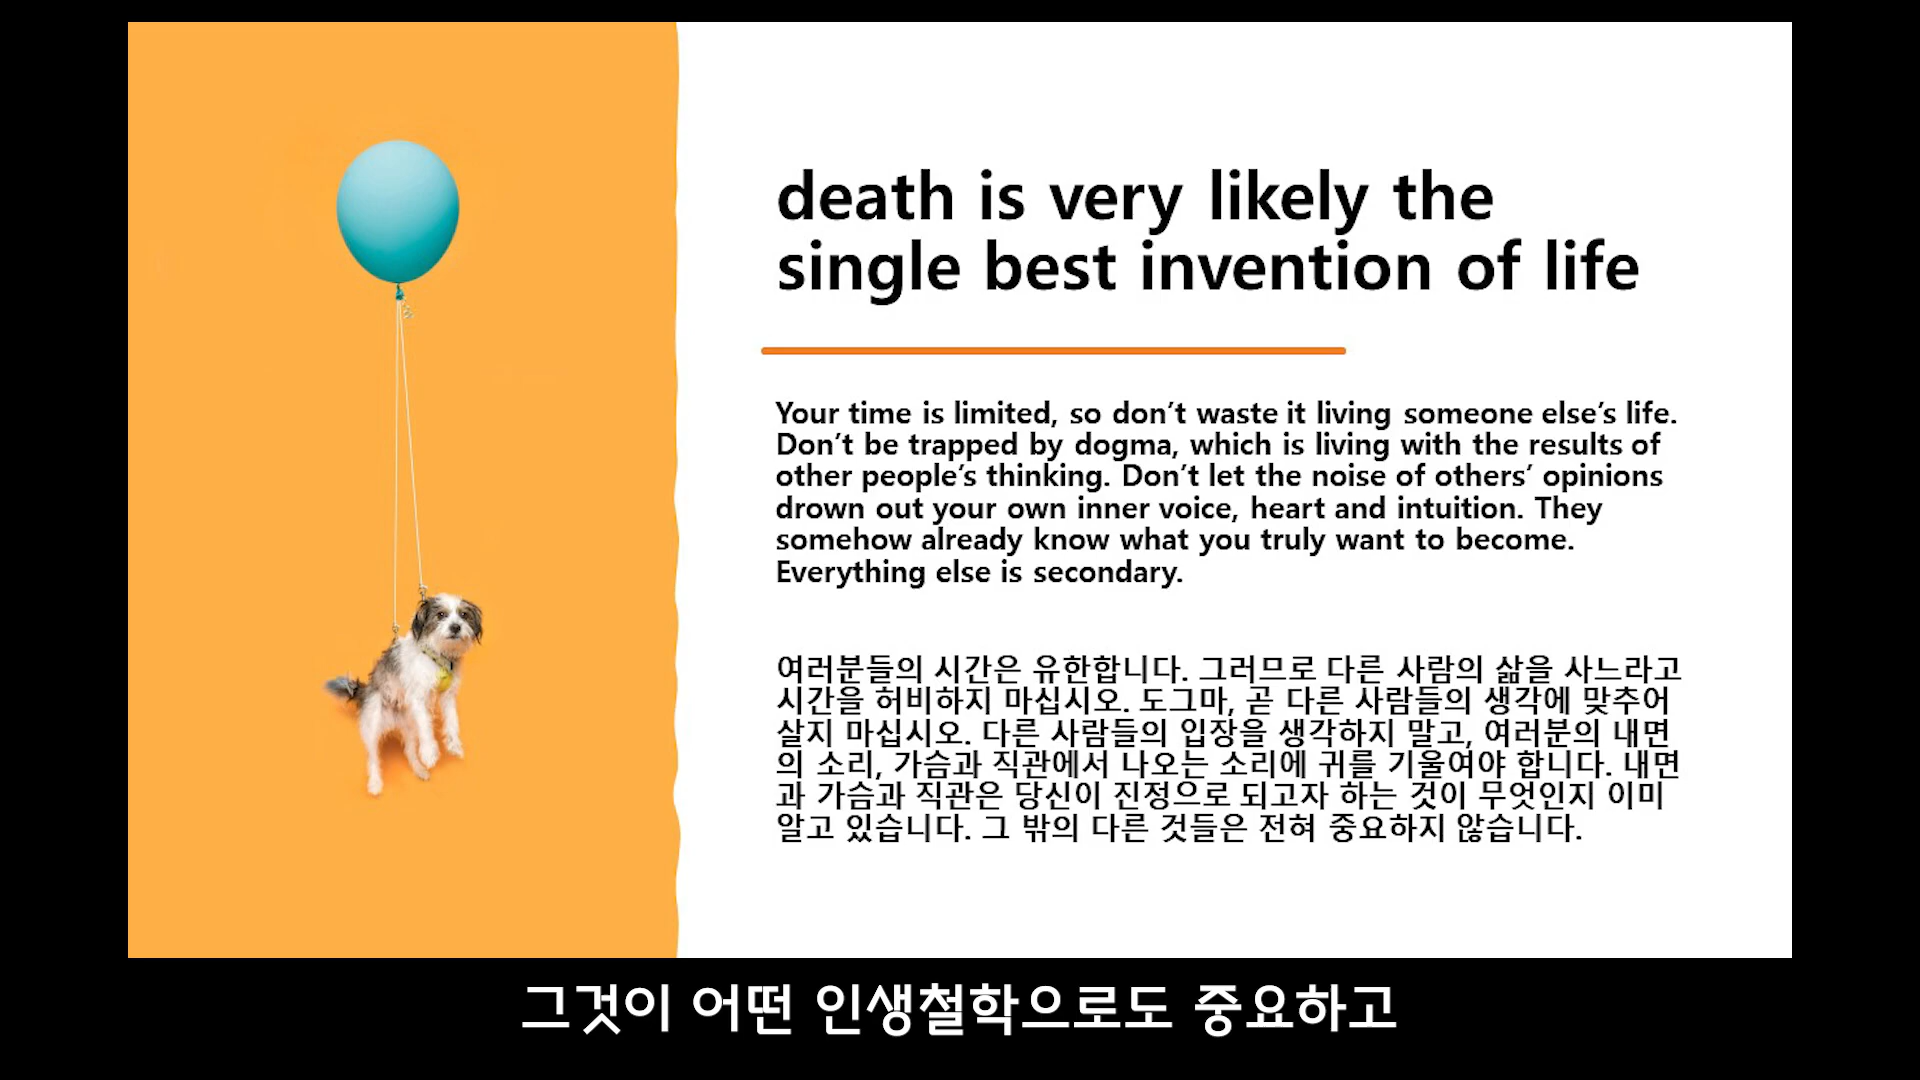 death is very likely the
single best invention of life
Your time is limited, so don’t waste it living someone else’s life.
Don’t be trapped by dogma, which is living with the results of
other people’s thinking. Don’t let the noise of others’ opinions
drown out your own inner voice, heart and intuition. They
somehow already know what you truly want to become.
Everything else is secondary.
여러분들의 시간은 유한합니다. 그러므로 다른 사람의 삶을 사느라고
시간을 허비하지 마십시오. 도그마, 곧 다른 사람들의 생각에 맞추어
살지 마십시오. 다른 사람들의 입장을 생각하지 말고, 여러분의 내면
의 소리, 가슴과 직관에서 나오는 소리에 귀를 기울여야 합니다. 내면
과 가슴과 직관은 당신이 진정으로 되고자 하는 것이 무엇인지 이미
알고 있습니다. 그 밖의 다른 것들은 전혀 중요하지 않습니다.
그것이 어떤 인생철학으로도 중요하고